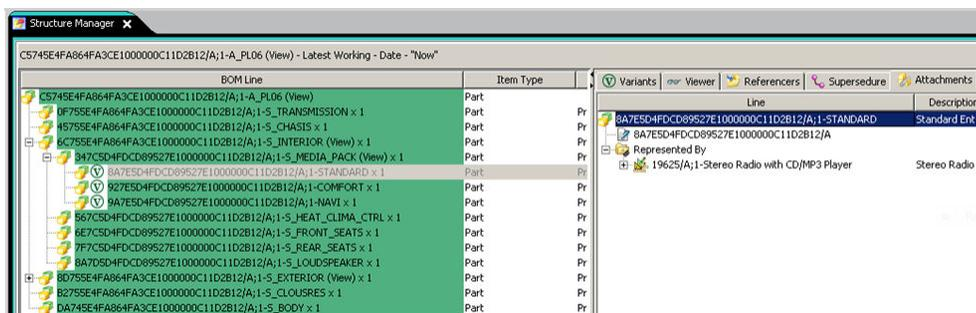 Structure Manager
C5745E4FA864FA3CE1000000C11D2B12/A;1-A_PL06 (View) - Latest Working - Date - "Now"
BOM Line Item Type
C5745E4FA864FA3CE1000000C11D2B12/A;1-A_PL06 (View) Part
0F755E4FA864FA3CE1000000C11D2B12/A;1-S_TRANSMISSION x 1 Part Pr
45755E4FA864FA3CE1000000C11D2B12/A;1-S_CHASIS x 1 Part Pr
6C755E4FA864FA3CE1000000C11D2B12/A;1-S_INTERIOR (View) x 1 Part Pr
347C5D4FDCD89527E1000000C11D2B12/A;1-S_MEDIA_PACK (View) x 1 Part Pr
8A7E5D4FDCD89527E1000000C11D2B12/A;1-STANDARD x 1 Part Pr
927E5D4FDCD89527E1000000C11D2B12/A;1-COMFORT x 1 Part Pr
9A7E5D4FDCD89527E1000000C11D2B12/A;1-NAVI x 1 Part Pr
567C5D4FDCD89527E1000000C11D2B12/A;1-S_HEAT_CLIMA_CTRL x 1 Part Pr
6E7C5D4FDCD89527E1000000C11D2B12/A;1-S_FRONT_SEATS x 1 Part Pr
7F7C5D4FDCD89527E1000000C11D2B12/A;1-S_REAR_SEATS x 1 Part Pr
8A7D5D4FDCD89527E1000000C11D2B12/A;1-S_LOUDSPEAKER x 1 Part Pr
8D755E4FA864FA3CE1000000C11D2B12/A;1-S_EXTERIOR (View) x 1 Part Pr
B2755E4FA864FA3CE1000000C11D2B12/A;1-S_CLOUSRES x 1 Part Pr
DA745E4FA864FA3CE1000000C11D2B12/A;1-S_BODY x 1 Part Pr
Variants Viewer Referencers Supersedure Attachments
Line Description
8A7E5D4FDCD89527E1000000C11D2B12/A;1-STANDARD Standard Ent
8A7E5D4FDCD89527E1000000C11D2B12/A
Represented By
19625/A;1-Stereo Radio with CD/MP3 Player Stereo Radio